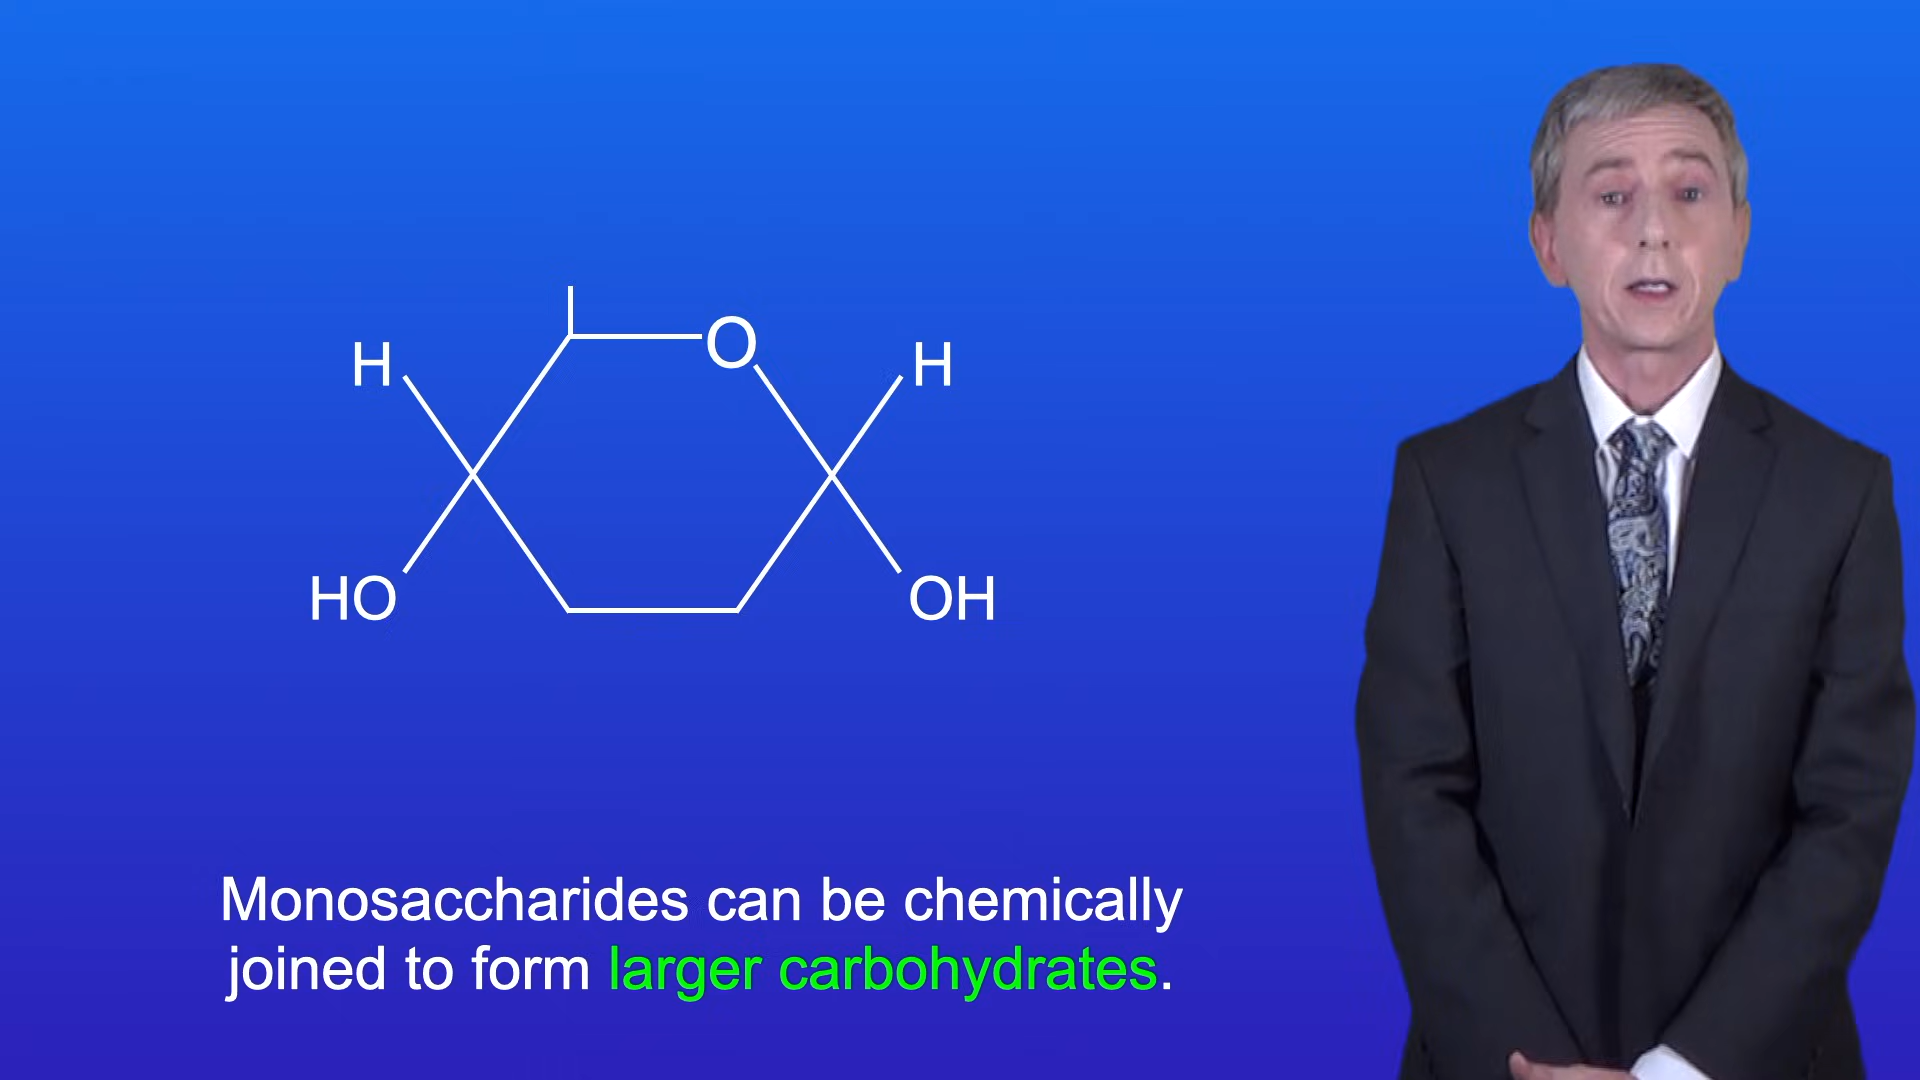 O
H
H
HO
OH
Monosaccharides can be chemically
joined to form larger carbohydrates.